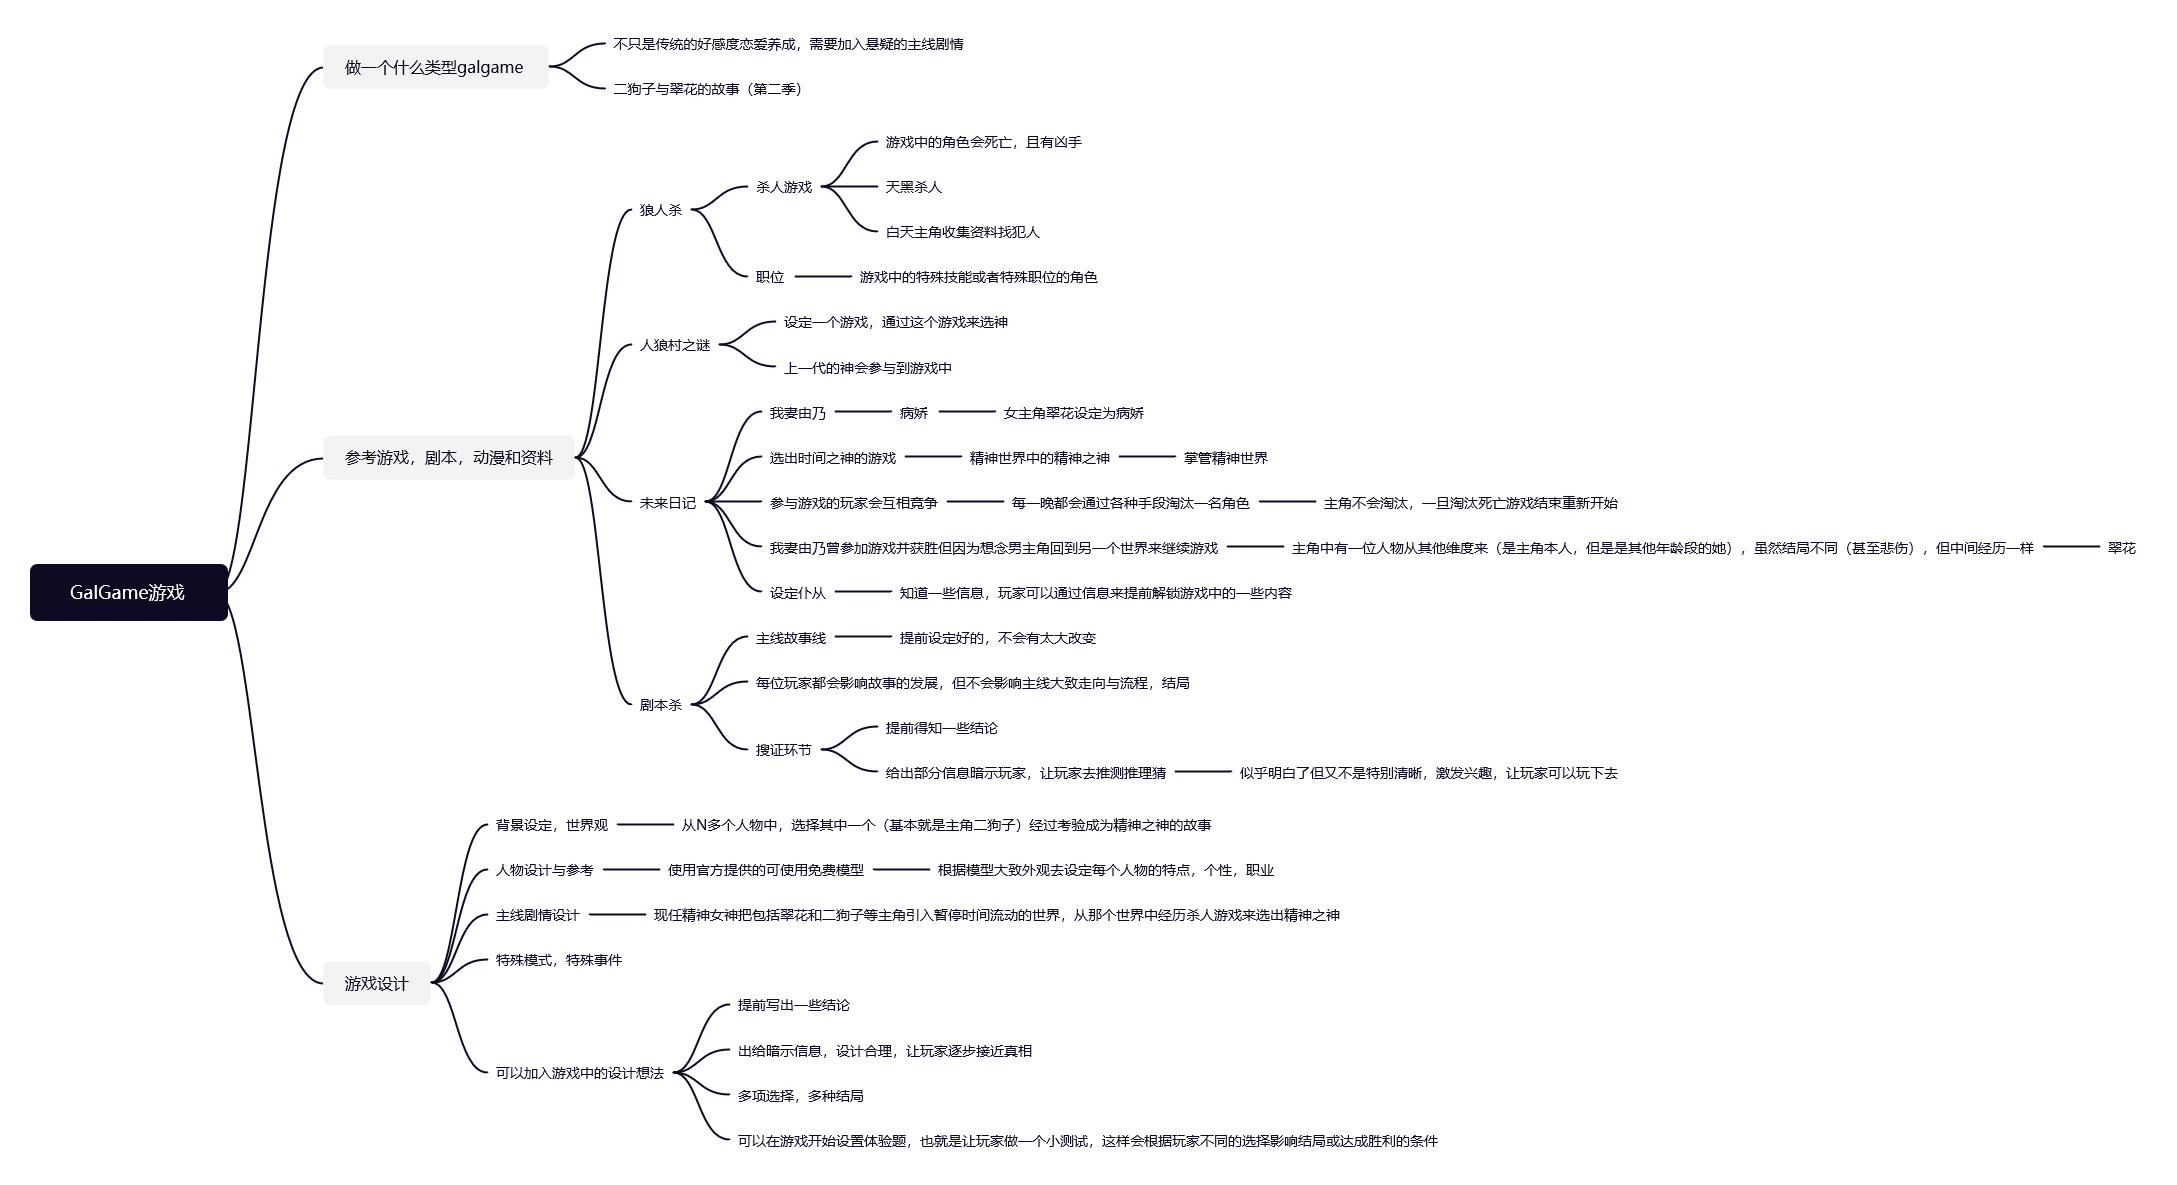 GalGame游戏
做一个什么类型galgame
不只是传统的好感度恋爱养成，需要加入悬疑的主线剧情
二狗子与翠花的故事（第二季）
参考游戏，剧本，动漫和资料
狼人杀
杀人游戏
游戏中的角色会死亡，且有凶手
天黑杀人
白天主角收集资料找犯人
职位
游戏中的特殊技能或者特殊职位的角色
人狼村之谜
设定一个游戏，通过这个游戏来选神
上一代的神会参与到游戏中
未来日记
我妻由乃
病娇
女主角翠花设定为病娇
选出时间之神的游戏
精神世界中的精神之神
掌管精神世界
参与游戏的玩家会互相竟争
每一晚都会通过各种手段淘汰一名角色
主角不会淘汰，一旦淘汰死亡游戏结束重新开始
我妻由乃曾参加游戏并获胜但因为想念男主角回到另一个世界来继续游戏
主角中有一位人物从其他维度来（是主角本人，但是是其他年龄段的她），虽然结局不同（甚至悲伤），但中间经历一样
翠花
设定仆从
知道一些信息，玩家可以通过信息来提前解锁游戏中的一些内容
剧本杀
主线故事线
提前设定好的，不会有太大改变
每位玩家都会影响故事的发展，但不会影响主线大致走向与流程，结局
搜证环节
提前得知一些结论
给出部分信息暗示玩家，让玩家去推测推理猜
似乎明白了但又不是特别清晰，激发兴趣，让玩家可以玩下去
游戏设计
背景设定，世界观
从N多个人物中，选择其中一个（基本就是主角二狗子）经过考验成为精神之神的故事
人物设计与参考
使用官方提供的可使用免费模型
根据模型大致外观去设定每个人物的特点，个性，职业
主线剧情设计
现任精神女神把包括翠花和二狗子等主角引入暂停时间流动的世界，从那个世界中经历杀人游戏来选出精神之神
特殊模式，特殊事件
可以加入游戏中的设计想法
提前写出一些结论
出给暗示信息，设计合理，让玩家逐步接近真相
多项选择，多种结局
可以在游戏开始设置体验题，也就是让玩家做一个小测试，这样会根据玩家不同的选择影响结局或达成胜利的条件